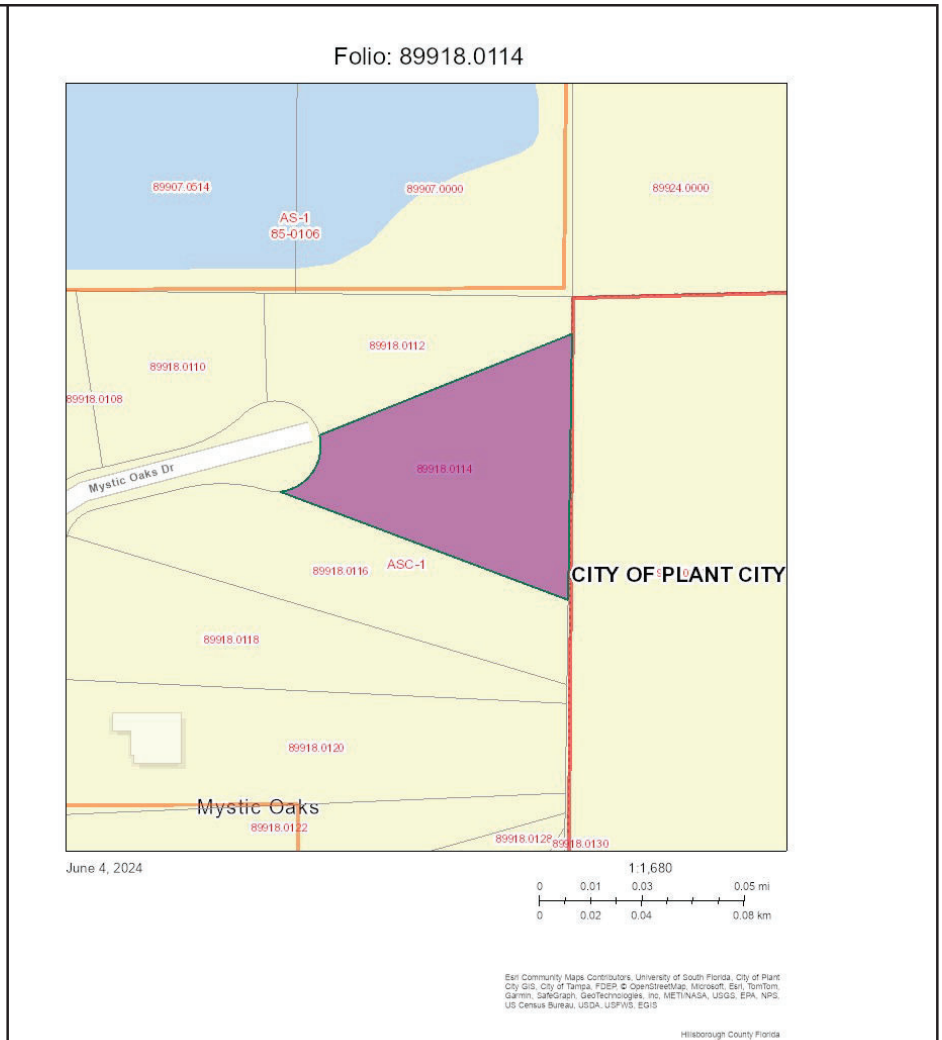 Folio: 89918.0114
89907.0514
89907.0000
89924.0000
AS-1
85-0106
89918.0112
89918.0110
89918.0108
Mystic Oaks Dr
89918.0114
89918.0116
ASC-1
CITY OF PLANT CITY
89918.0118
89918.0120
Mystic Oaks
89918.0122
89918.0128
89918.0130
June 4, 2024
1:1,680
0 0.01 0.03 0.05 mi
0 0.02 0.04 0.08 km
Esri Community Maps Contributors, University of South Florida, City of Plant
City GIS, City of Tampa, FDEP, © OpenStreetMap, Microsoft, Esri, TomTom,
Garmin, SafeGraph, GeoTechnologies, Inc, METI/NASA, USGS, EPA, NPS,
US Census Bureau, USDA, USFWS, EGIS
Hillsborough County Florida